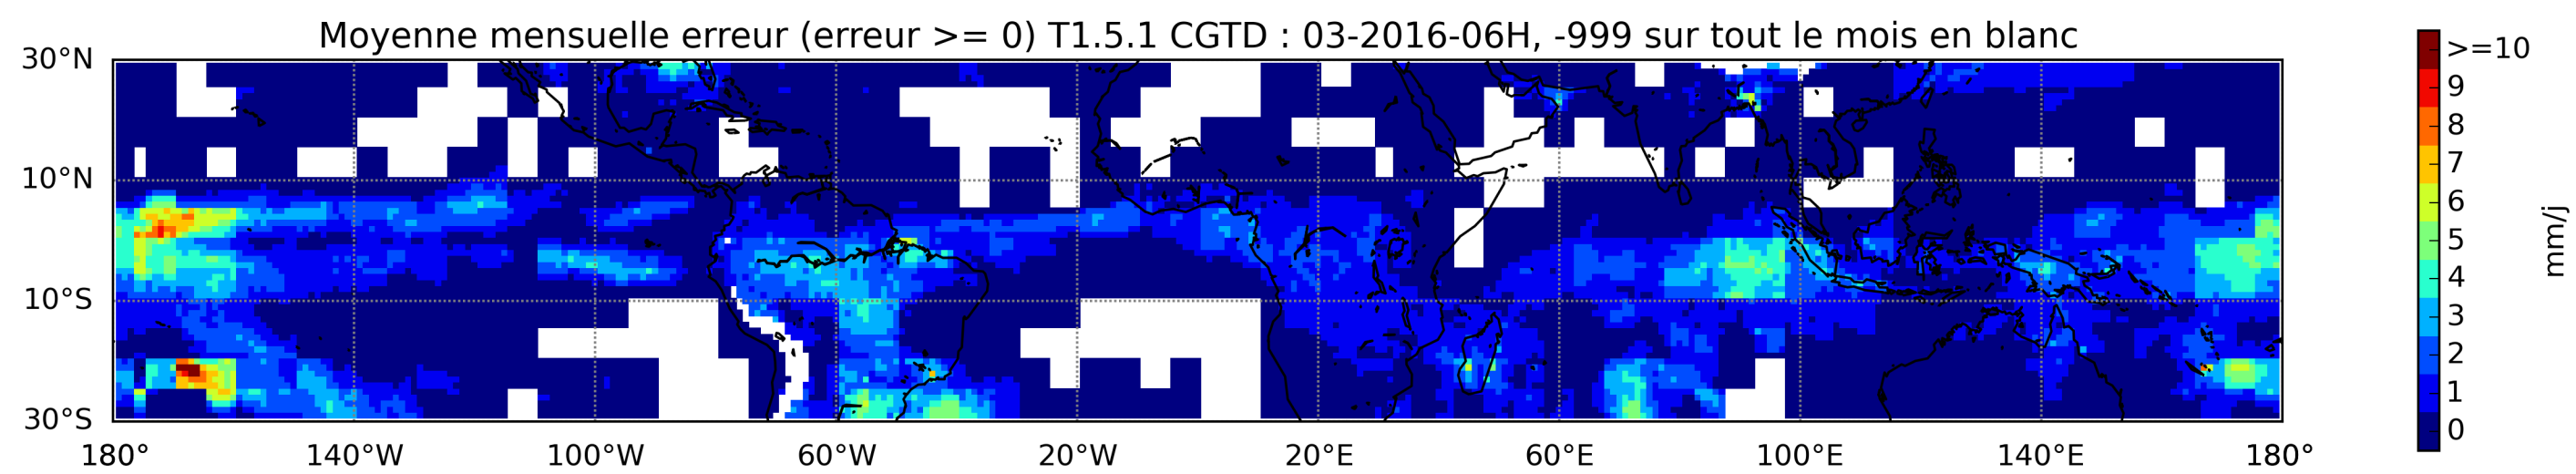 Moyenne mensuelle erreur (erreur >= 0) T1.5.1 CGTD : 03-2016-06H, -999 sur tout le mois en blanc
30°N
10°N
10°S
30°S
180° 140°W 100°W 60°W 20°W 20°E 60°E 100°E 140°E 180°
>=10
9
8
7
6
5
4
3
2
1
0
mm/j